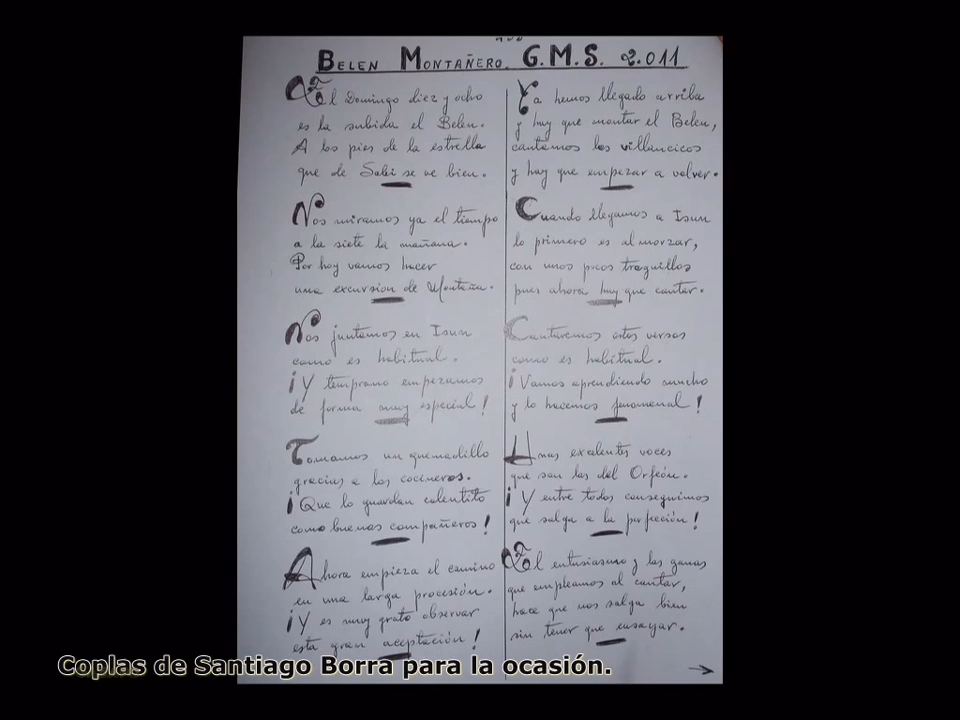 BELEN MONTAÑERO. G.M.S. 2.011
El Domingo diez y ocho
es la subida el Belen.
A los pies de la estrella
que de Sabi se ve bien.
Nos miramos ya el tiempo
a la siete la mañana.
Por hoy vamos hacer
una excursion de Montaña.
Nos juntamos en Isun
como es habitual.
¡Y temprano empezamos
de forma muy especial!
Tomamos un quemadillo
gracias a los cocineros.
¡Que lo guardan calentito
como buenos compañeros!
Ahora empieza el camino
en una larga procesión.
¡Y es muy grato observar
esta gran aceptación!
Ya hemos llegado arriba
y hay que montar el Belen,
cantamos los villancicos
y hay que empezar a volver.
Cuando llegamos a Isun
lo primero es almorzar,
con unos pocos traguillos
pues ahora hay que cantar.
Cantaremos estos versos
como es habitual.
¡Vamos aprendiendo mucho
y lo hacemos fenomenal!
Unas excelentes voces
que son las del Orfeón.
¡Y entre todos conseguimos
que salga a la perfeción!
El entusiasmo y las ganas
que empleamos al cantar,
hace que nos salga bien
sin tener que ensayar.
Coplas de Santiago Borra para la ocasión.